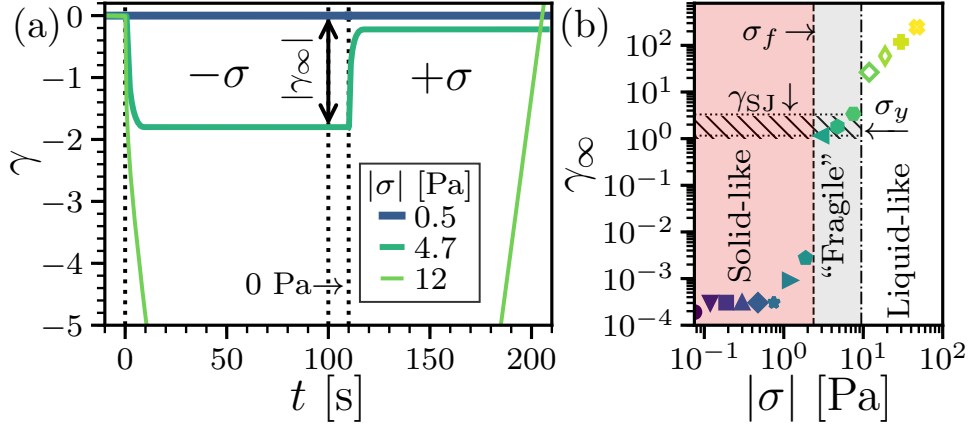 (a)
0
−1
−2
−3
−4
−5
γ
−σ
|γ∞|
+σ
|σ| [Pa]
0.5
4.7
12
0 Pa→
0
50
100
150
200
t [s]
(b)
10²
10¹
10⁰
10⁻¹
10⁻²
10⁻³
10⁻⁴
γ∞
σf
γSJ ↓
σy
Solid-like
“Fragile”
Liquid-like
10⁻¹
10⁰
10¹
10²
|σ| [Pa]